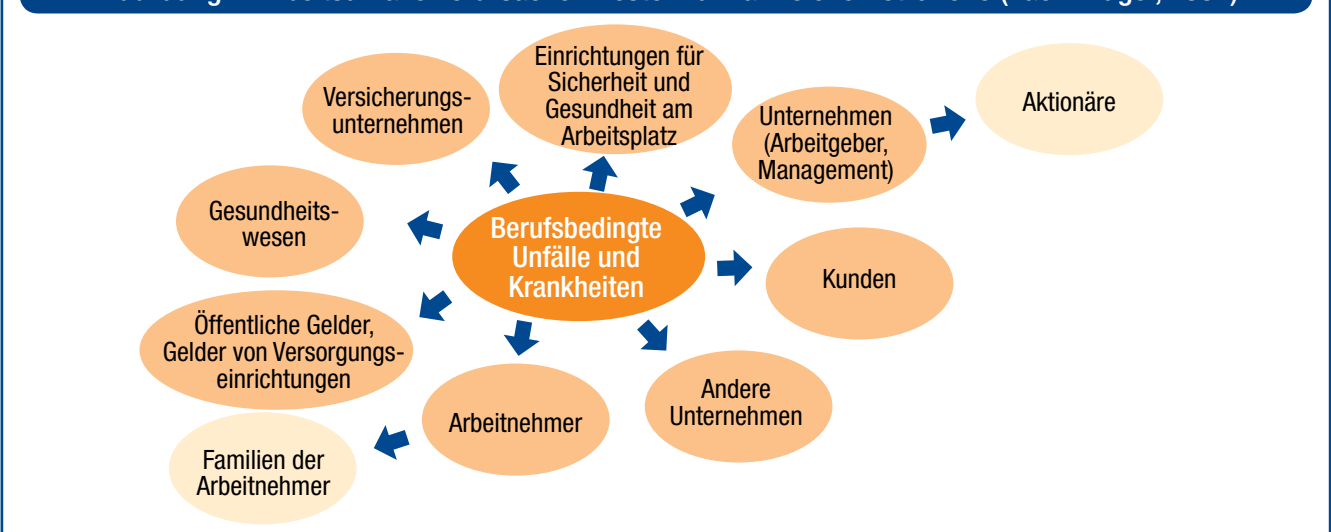 Einrichtungen für
Sicherheit und
Gesundheit am
Arbeitsplatz
Versicherungs-
unternehmen
Unternehmen
(Arbeitgeber,
Management)
Aktionäre
Gesundheits-
wesen
Berufsbedingte
Unfälle und
Krankheiten
Kunden
Öffentliche Gelder,
Gelder von Versorgungs-
einrichtungen
Arbeitnehmer
Andere
Unternehmen
Familien der
Arbeitnehmer